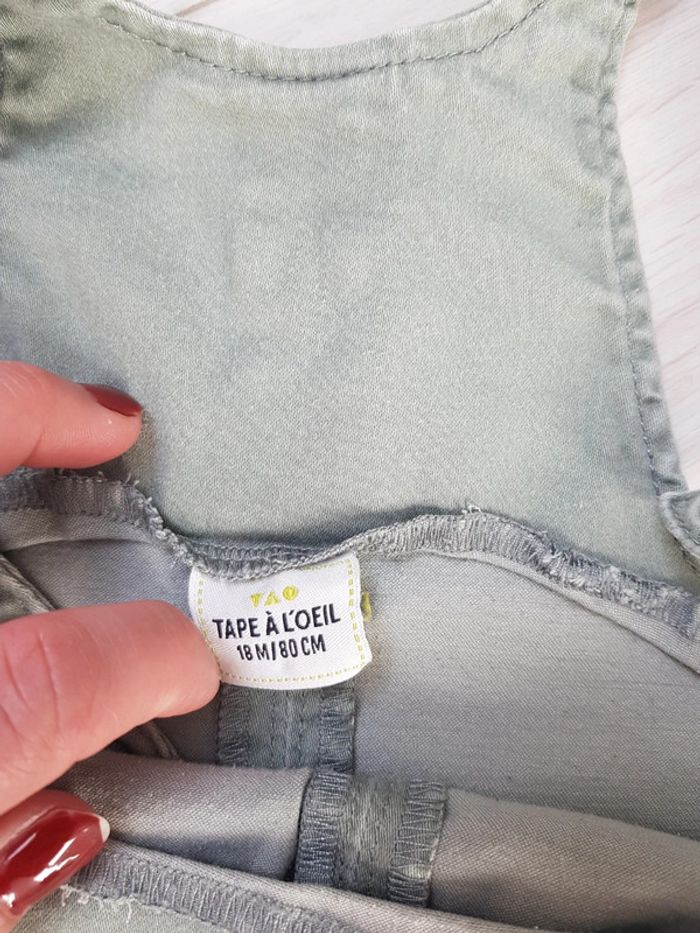 TAO
TAPE À L'OEIL
18 M/80 CM